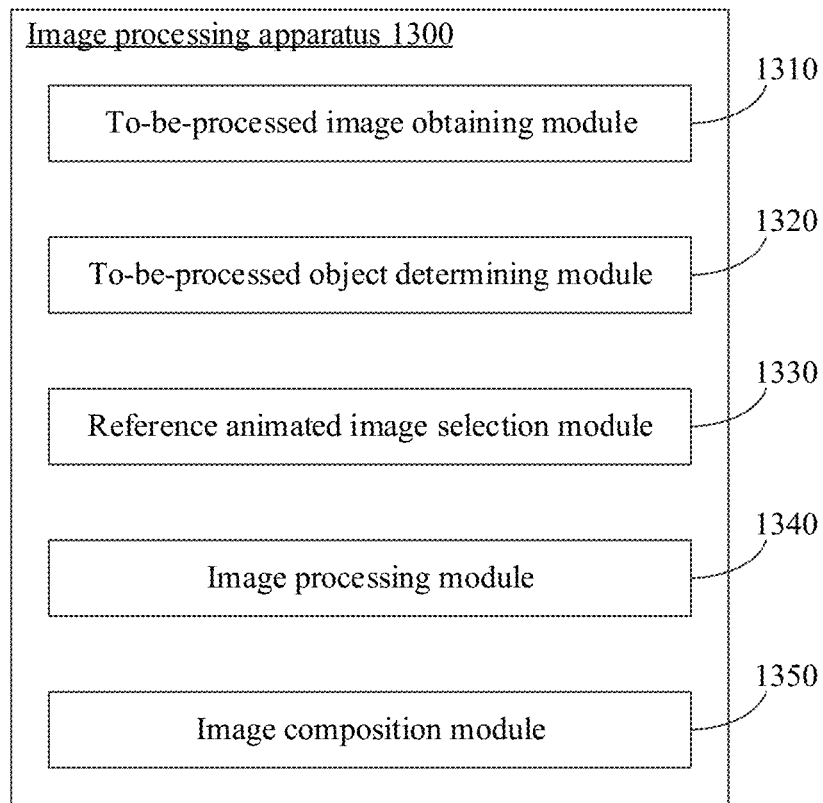 Image processing apparatus 1300
1310
To-be-processed image obtaining module
1320
To-be-processed object determining module
1330
Reference animated image selection module
1340
Image processing module
1350
Image composition module